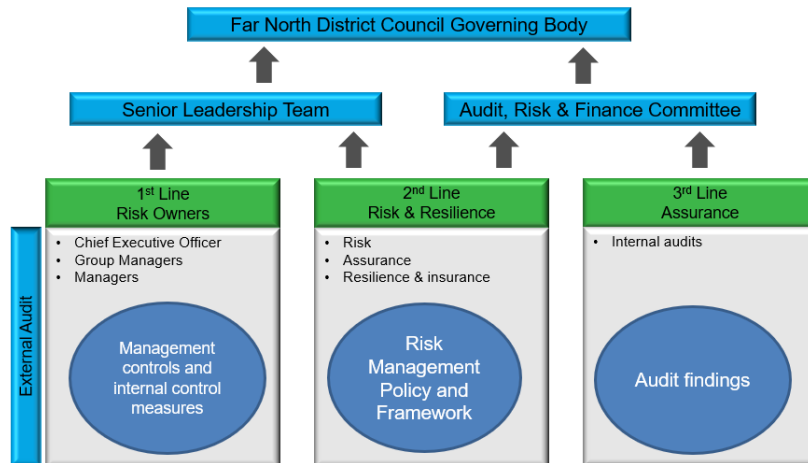 Far North District Council Governing Body
Senior Leadership Team
Audit, Risk & Finance Committee
1st Line
Risk Owners
2nd Line
Risk & Resilience
3rd Line
Assurance
External Audit
• Chief Executive Officer
• Group Managers
• Managers
Management
controls and
internal control
measures
• Risk
• Assurance
• Resilience & insurance
Risk
Management
Policy and
Framework
• Internal audits
Audit findings